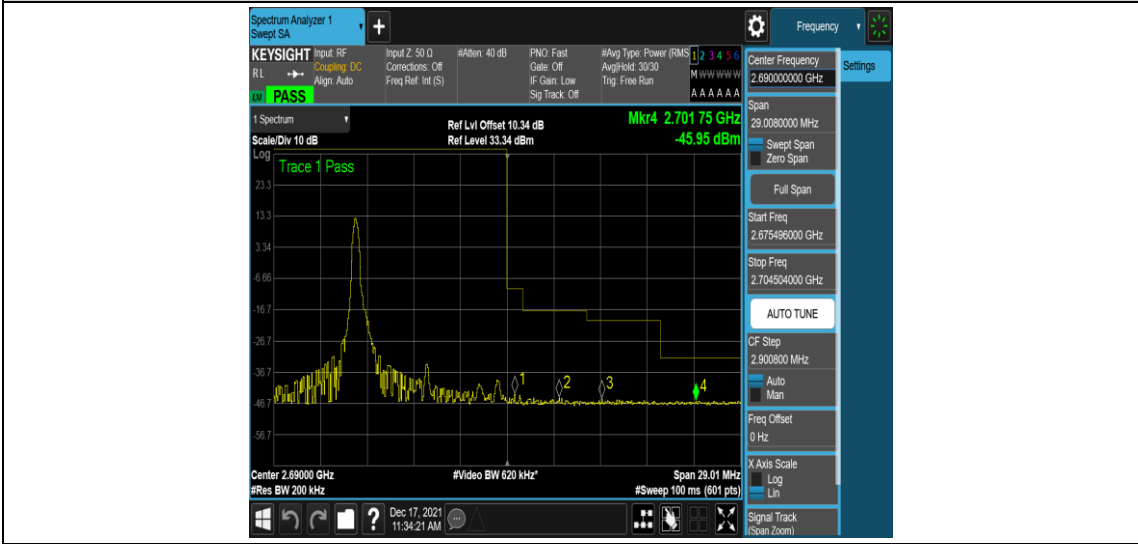 Spectrum Analyzer 1
Swept SA
+
Frequency
KEYSIGHT
RL
LW PASS
Input: RF
Coupling: DC
Align: Auto
Input Z: 50 Ω
Corrections: Off
Freq Ref: Int (S)
#Atten: 40 dB
PNO: Fast
Gate: Off
IF Gain: Low
Sig Track: Off
#Avg Type: Power (RMS
Avg|Hold: 30/30
Trig: Free Run
1 2 3 4 5 6
M W W W W W
A A A A A A
1 Spectrum
Scale/Div 10 dB
Ref Lvl Offset 10.34 dB
Ref Level 33.34 dBm
Mkr4 2.701 75 GHz
-45.95 dBm
Log
Trace 1 Pass
23.3
13.3
3.34
-6.66
-16.7
-26.7
-36.7
-46.7
-56.7
1
2
3
4
Center 2.69000 GHz
#Res BW 200 kHz
#Video BW 620 kHz*
Span 29.01 MHz
#Sweep 100 ms (601 pts)
?
Dec 17, 2021
11:34:21 AM
Center Frequency
2.690000000 GHz
Settings
Span
29.0080000 MHz
Swept Span
Zero Span
Full Span
Start Freq
2.675496000 GHz
Stop Freq
2.704504000 GHz
AUTO TUNE
CF Step
2.900800 MHz
Auto
Man
Freq Offset
0 Hz
X Axis Scale
Log
Lin
Signal Track
(Span Zoom)